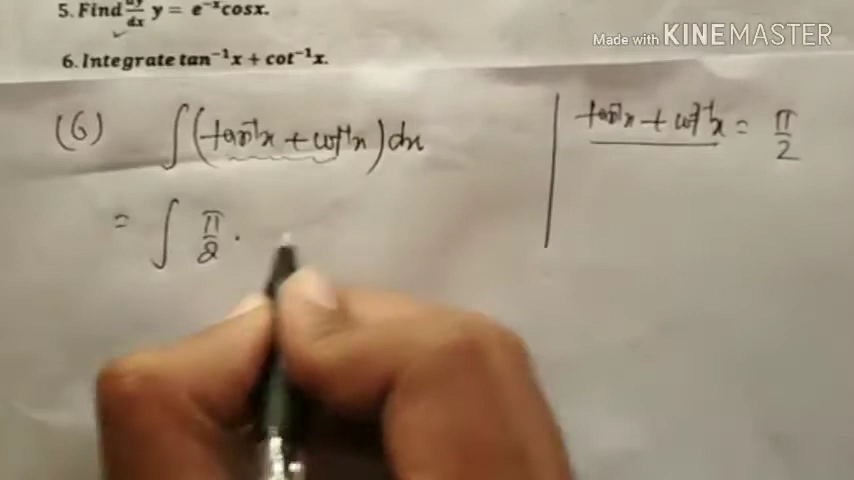 5. Find dy/dx y = e⁻ˣcosx.
Made with KINEMASTER
6. Integrate tan⁻¹x + cot⁻¹x.
(6) ∫(tan⁻¹x + cot⁻¹x)dx
tan⁻¹x + cot⁻¹x = π/2
= ∫ π/2 .